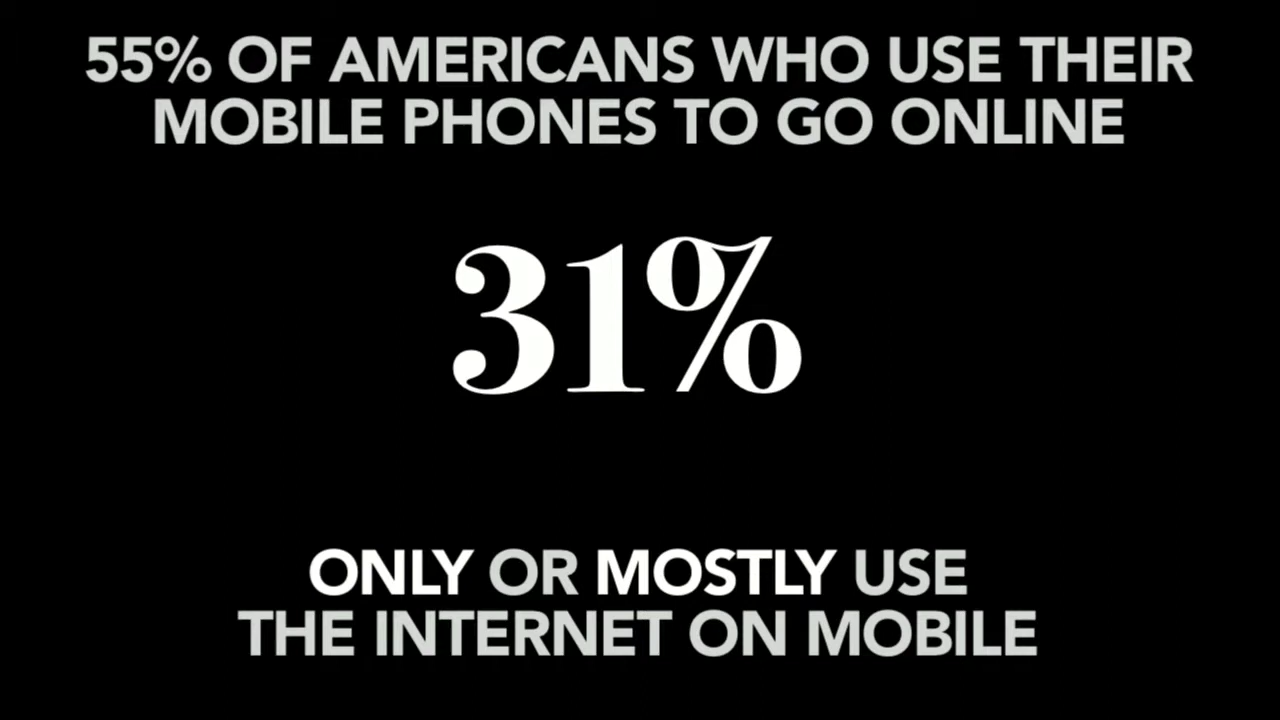 55% OF AMERICANS WHO USE THEIR
MOBILE PHONES TO GO ONLINE
31%
ONLY OR MOSTLY USE
THE INTERNET ON MOBILE